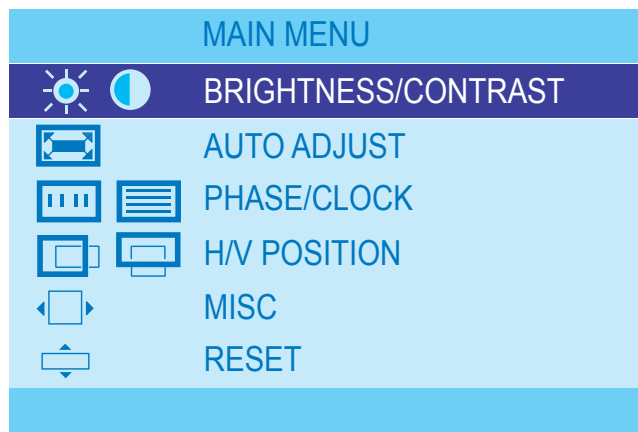 MAIN MENU
BRIGHTNESS/CONTRAST
AUTO ADJUST
PHASE/CLOCK
H/V POSITION
MISC
RESET